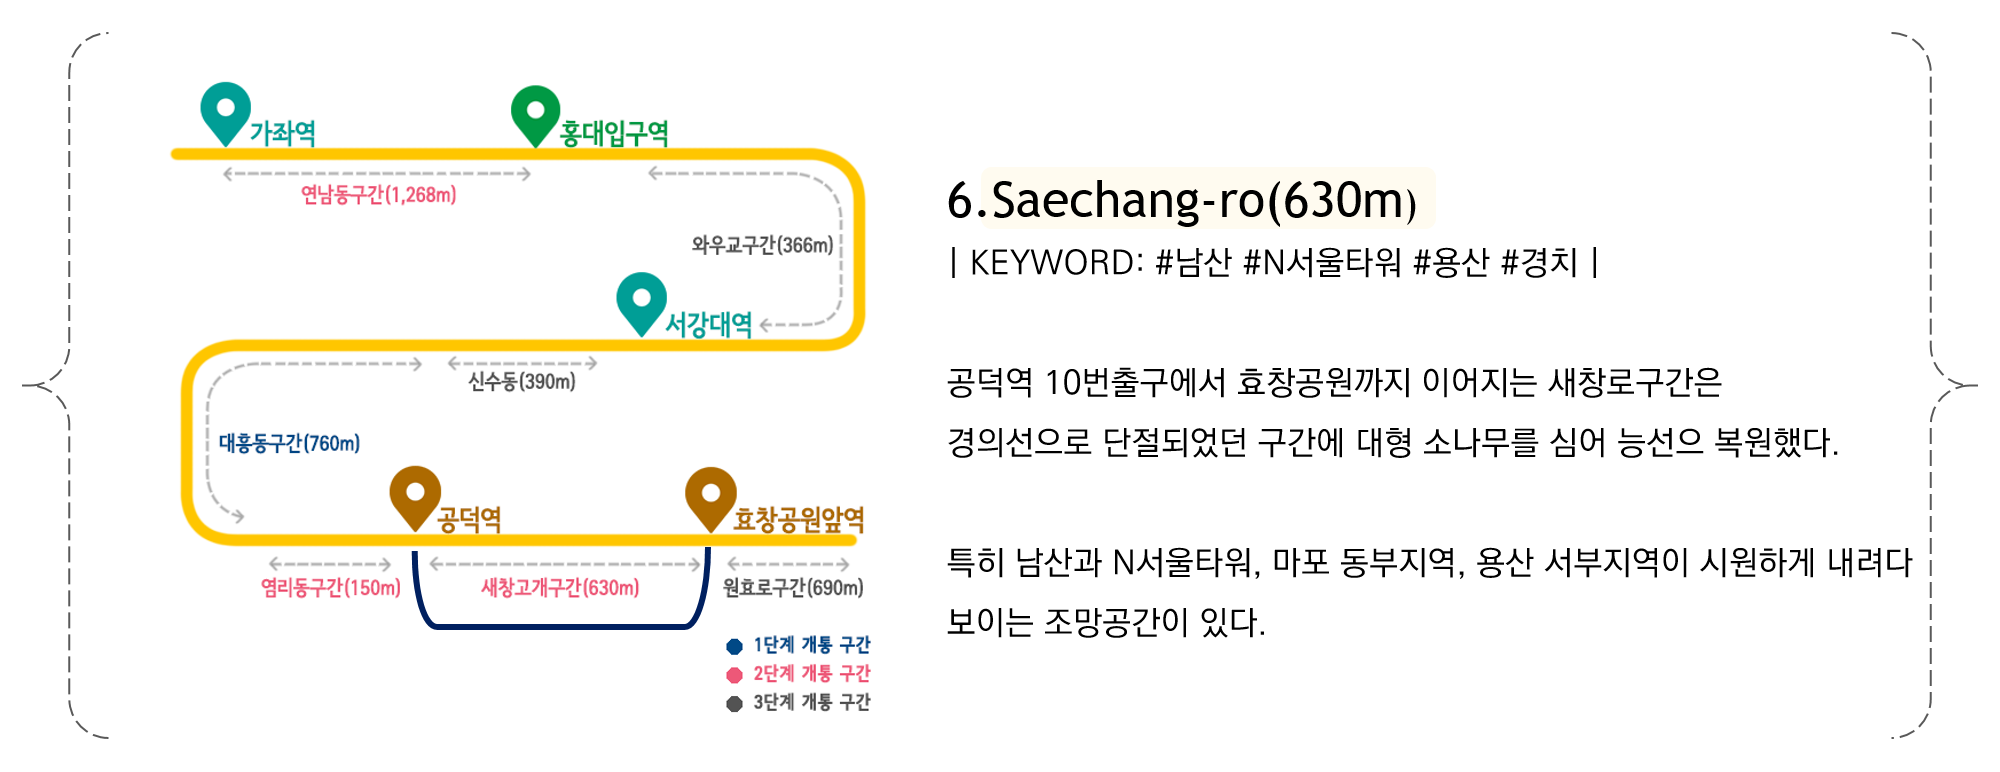 가좌역
홍대입구역
연남동구간(1,268m)
와우교구간(366m)
서강대역
신수동(390m)
대흥동구간(760m)
공덕역
효창공원앞역
염리동구간(150m)
새창고개구간(630m)
원효로구간(690m)
1단계 개통 구간
2단계 개통 구간
3단계 개통 구간
6.Saechang-ro(630m)
| KEYWORD: #남산 #N서울타워 #용산 #경치 |
공덕역 10번출구에서 효창공원까지 이어지는 새창로구간은
경의선으로 단절되었던 구간에 대형 소나무를 심어 능선으 복원했다.
특히 남산과 N서울타워, 마포 동부지역, 용산 서부지역이 시원하게 내려다
보이는 조망공간이 있다.